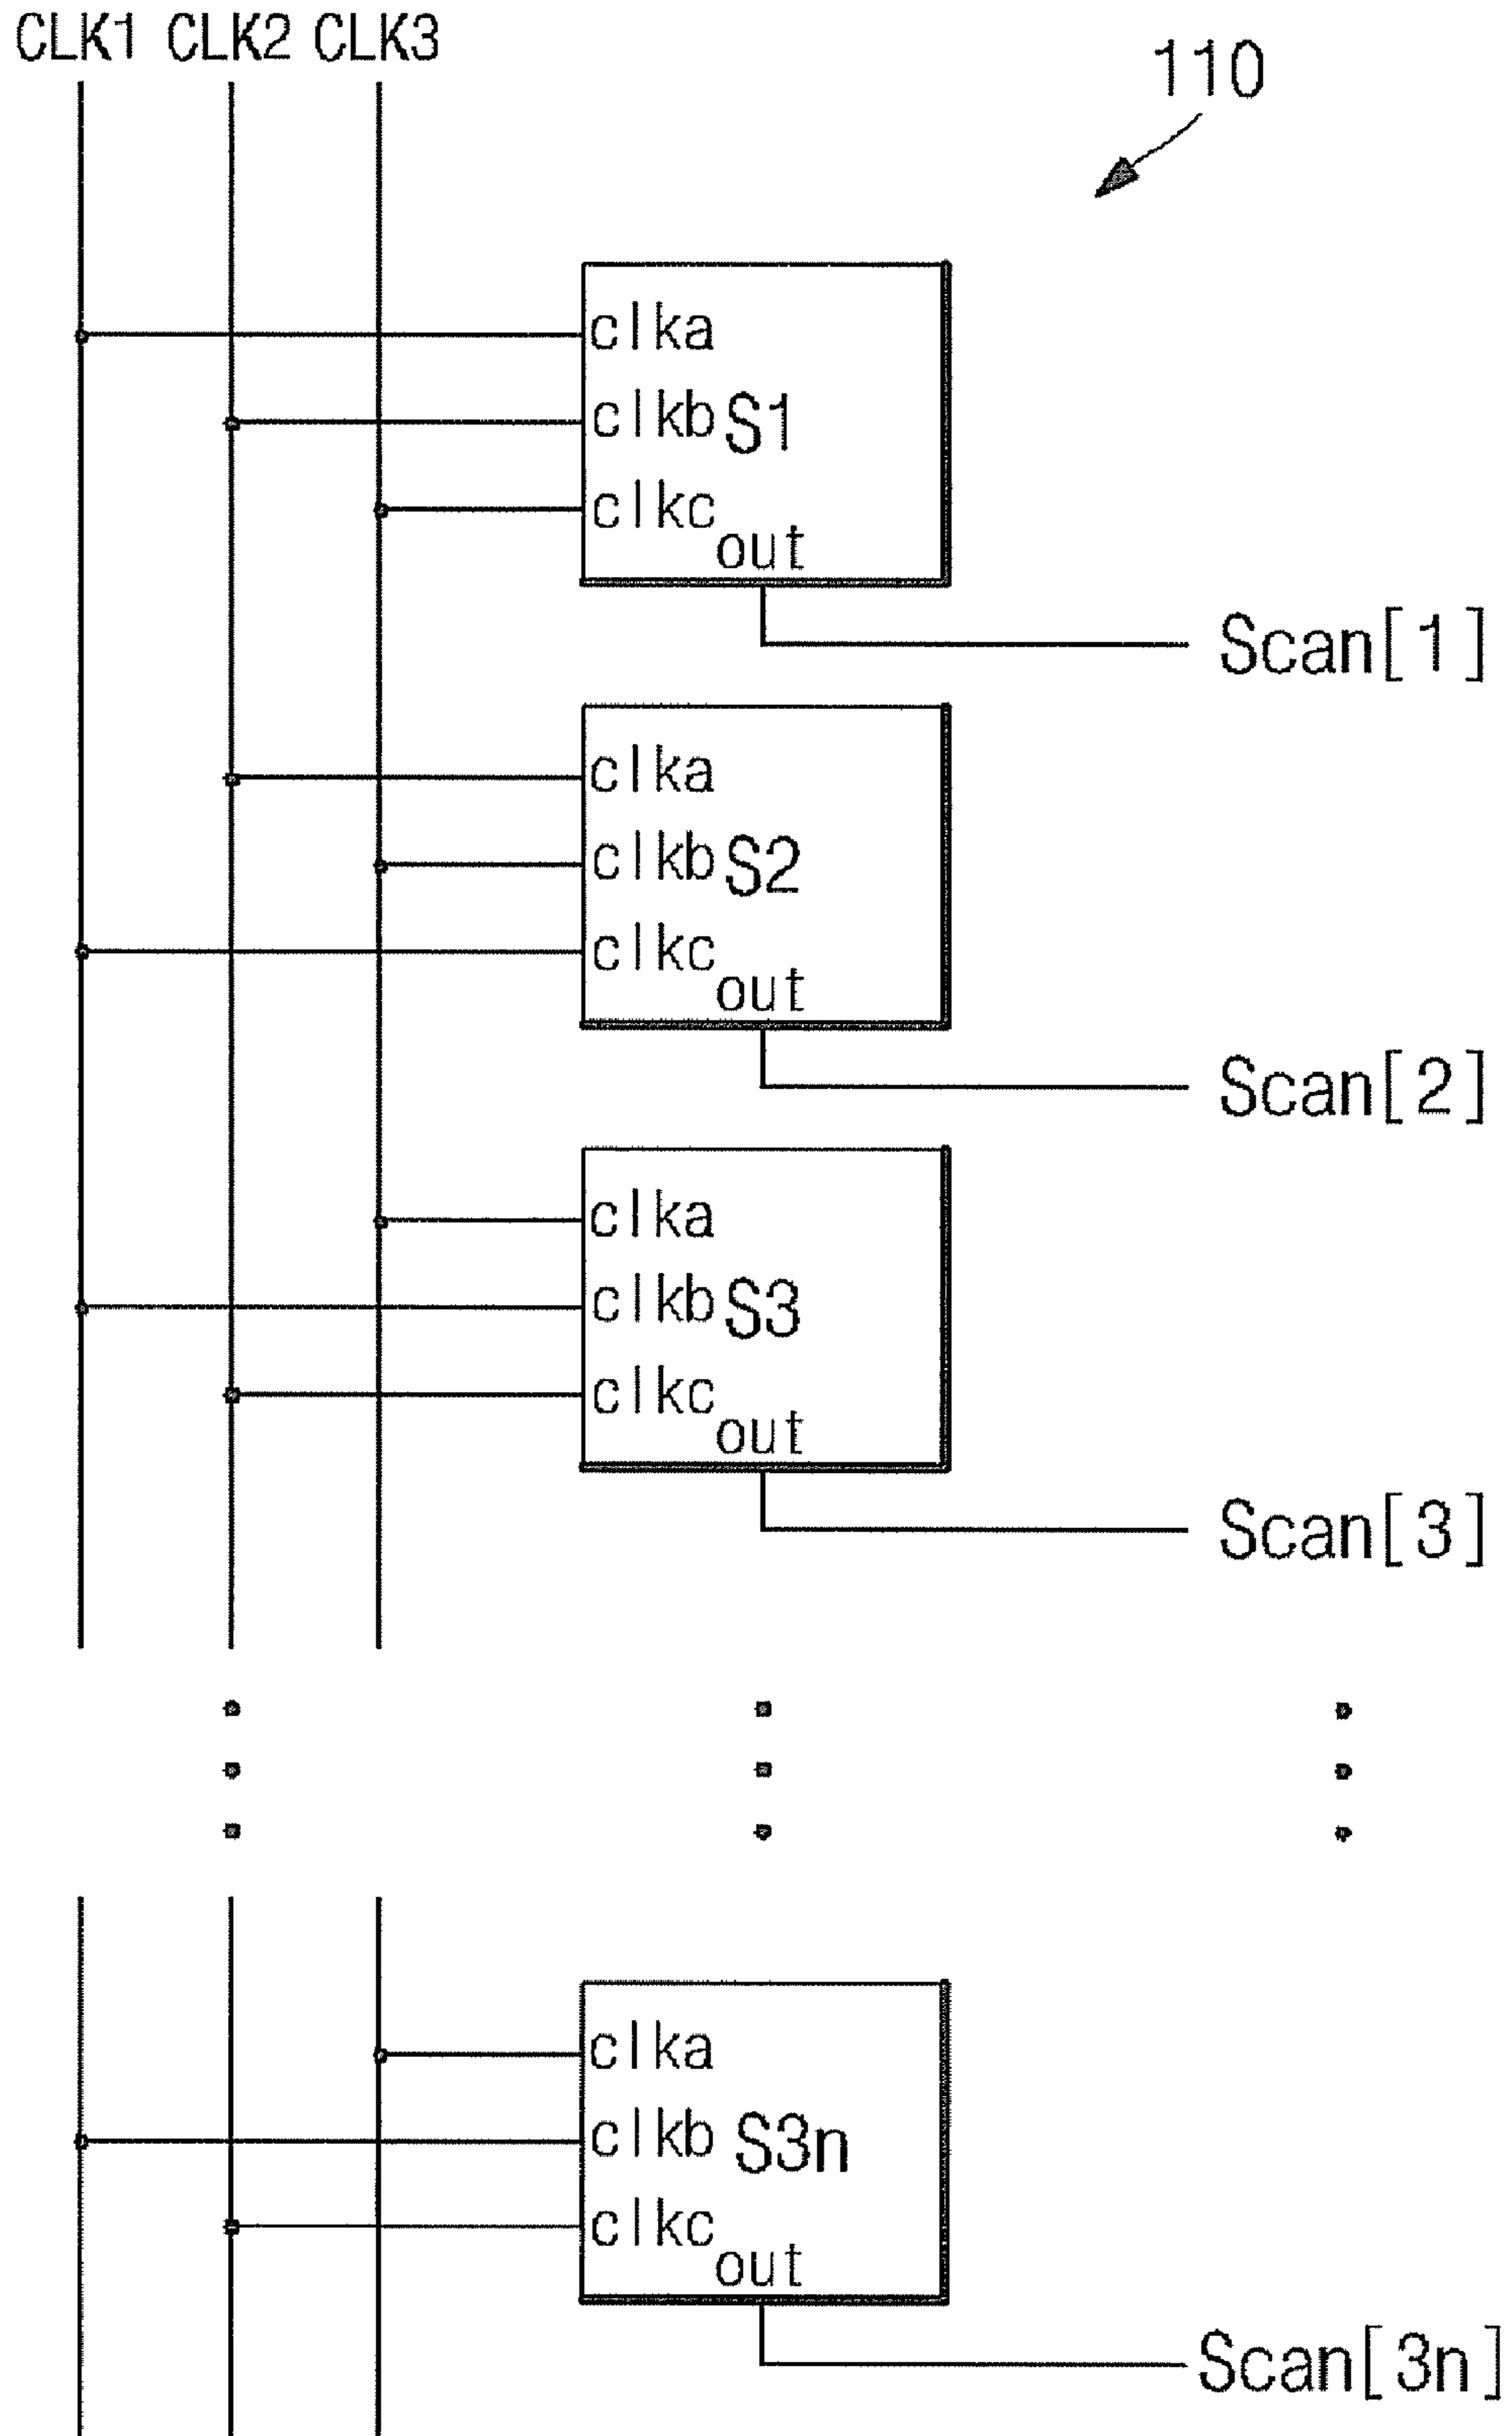 CLK1 CLK2 CLK3
110
clka
clkb S1
clkc
out
Scan[1]
clka
clkb S2
clkc
out
Scan[2]
clka
clkb S3
clkc
out
Scan[3]
clka
clkb S3n
clkc
out
Scan[3n]